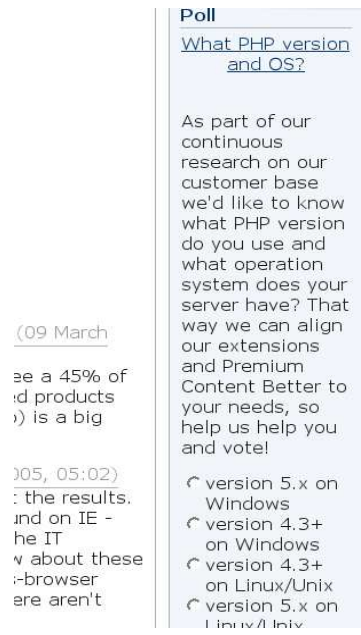 (09 March
ee a 45% of
ed products
) is a big
005, 05:02)
the results.
und on IE -
he IT
w about these
-browser
ere aren't
Poll
What PHP version
and OS?
As part of our
continuous
research on our
customer base
we'd like to know
what PHP version
do you use and
what operation
system does your
server have? That
way we can align
our extensions
and Premium
Content Better to
your needs, so
help us help you
and vote!
version 5.x on
Windows
version 4.3+
on Windows
version 4.3+
on Linux/Unix
version 5.x on
Linux/Unix